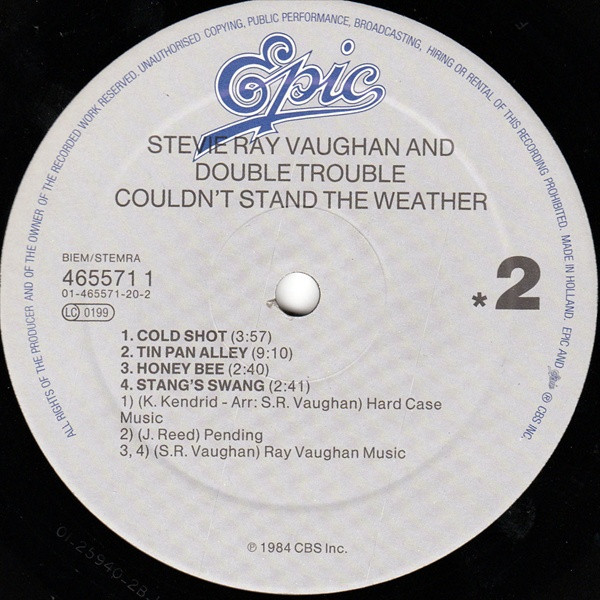 ALL RIGHTS OF THE PRODUCER AND OF THE OWNER OF THE RECORDED WORK RESERVED. UNAUTHORISED COPYING, PUBLIC PERFORMANCE, BROADCASTING, HIRING OR RENTAL OF THIS RECORDING PROHIBITED. MADE IN HOLLAND. EPIC AND ℗ CBS INC.
Epic
STEVIE RAY VAUGHAN AND
DOUBLE TROUBLE
COULDN'T STAND THE WEATHER
BIEM/STEMRA
465571 1
01-465571-20-2
LC 0199
*2
1. COLD SHOT (3:57)
2. TIN PAN ALLEY (9:10)
3. HONEY BEE (2:40)
4. STANG'S SWANG (2:41)
1) (K. Kendrid - Arr: S.R. Vaughan) Hard Case
Music
2) (J. Reed) Pending
3, 4) (S.R. Vaughan) Ray Vaughan Music
℗ 1984 CBS Inc.
01-25940-2B